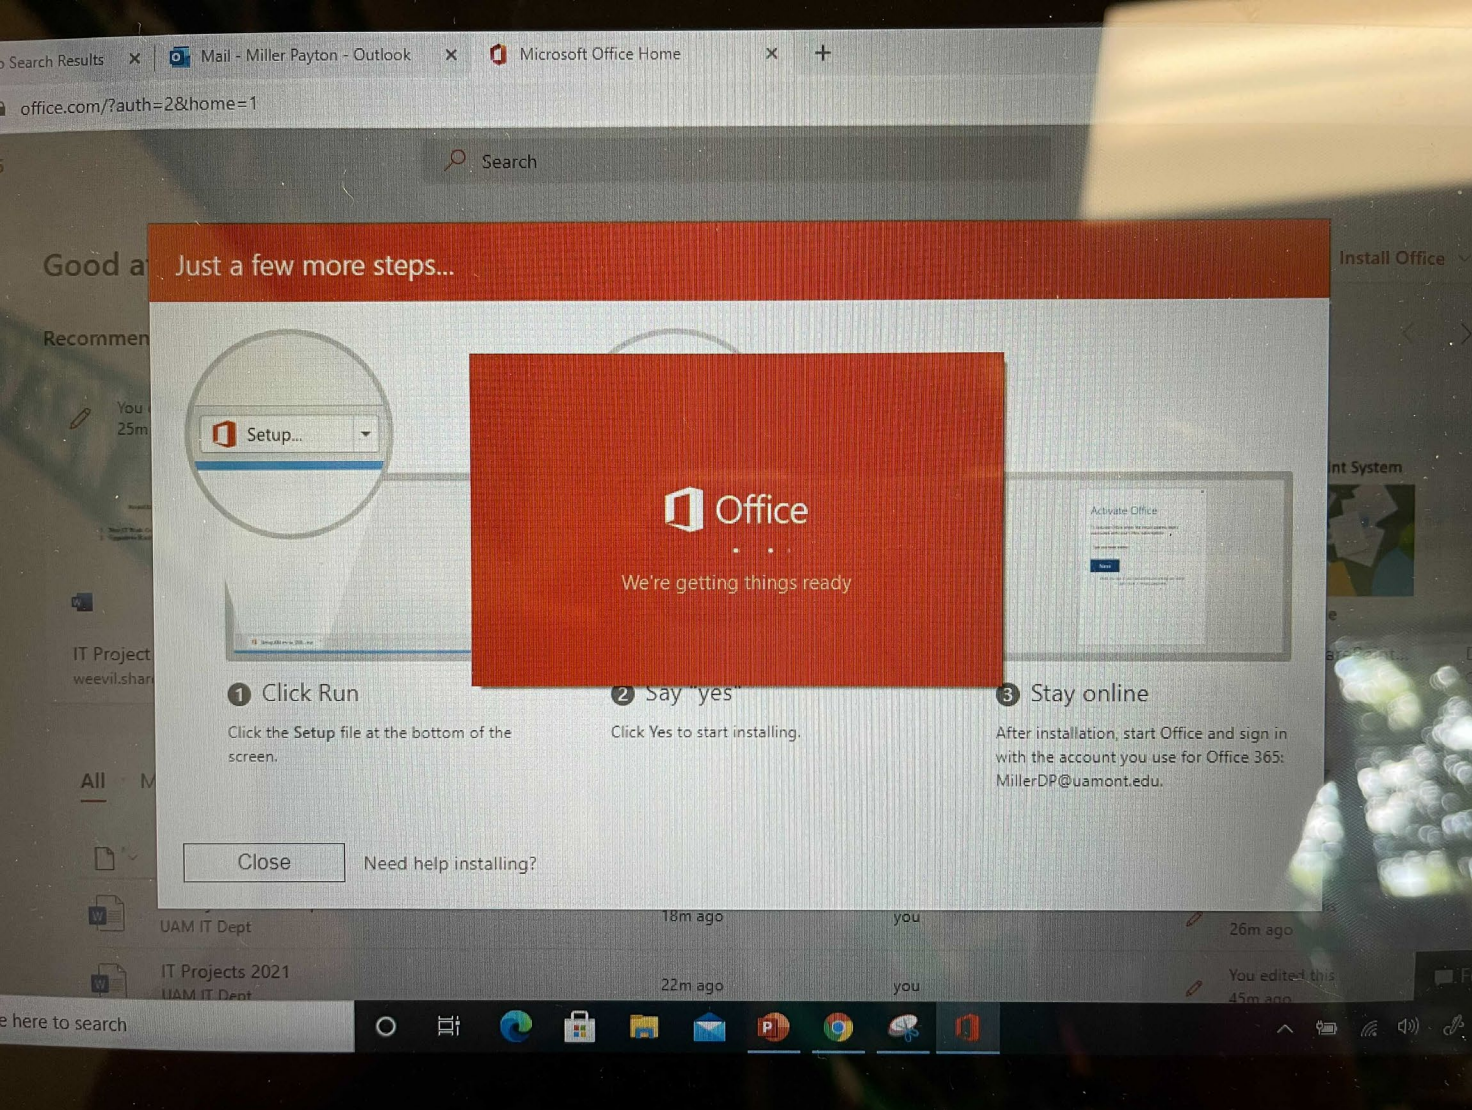 Search Results
Mail - Miller Payton - Outlook
Microsoft Office Home
office.com/?auth=2&home=1
Search
Good a
Install Office
Just a few more steps...
Recommen
You
25m
Setup...
Office
We're getting things ready
nt System
Activate Office
IT Project
weevil.shar
1 Click Run
2 Say "yes"
3 Stay online
Click the Setup file at the bottom of the
screen.
Click Yes to start installing.
After installation, start Office and sign in
with the account you use for Office 365:
MillerDP@uamont.edu.
All
M
Close
Need help installing?
UAM IT Dept
18m ago
you
26m ago
IT Projects 2021
UAM IT Dept
22m ago
you
You edited this
45m ago
e here to search